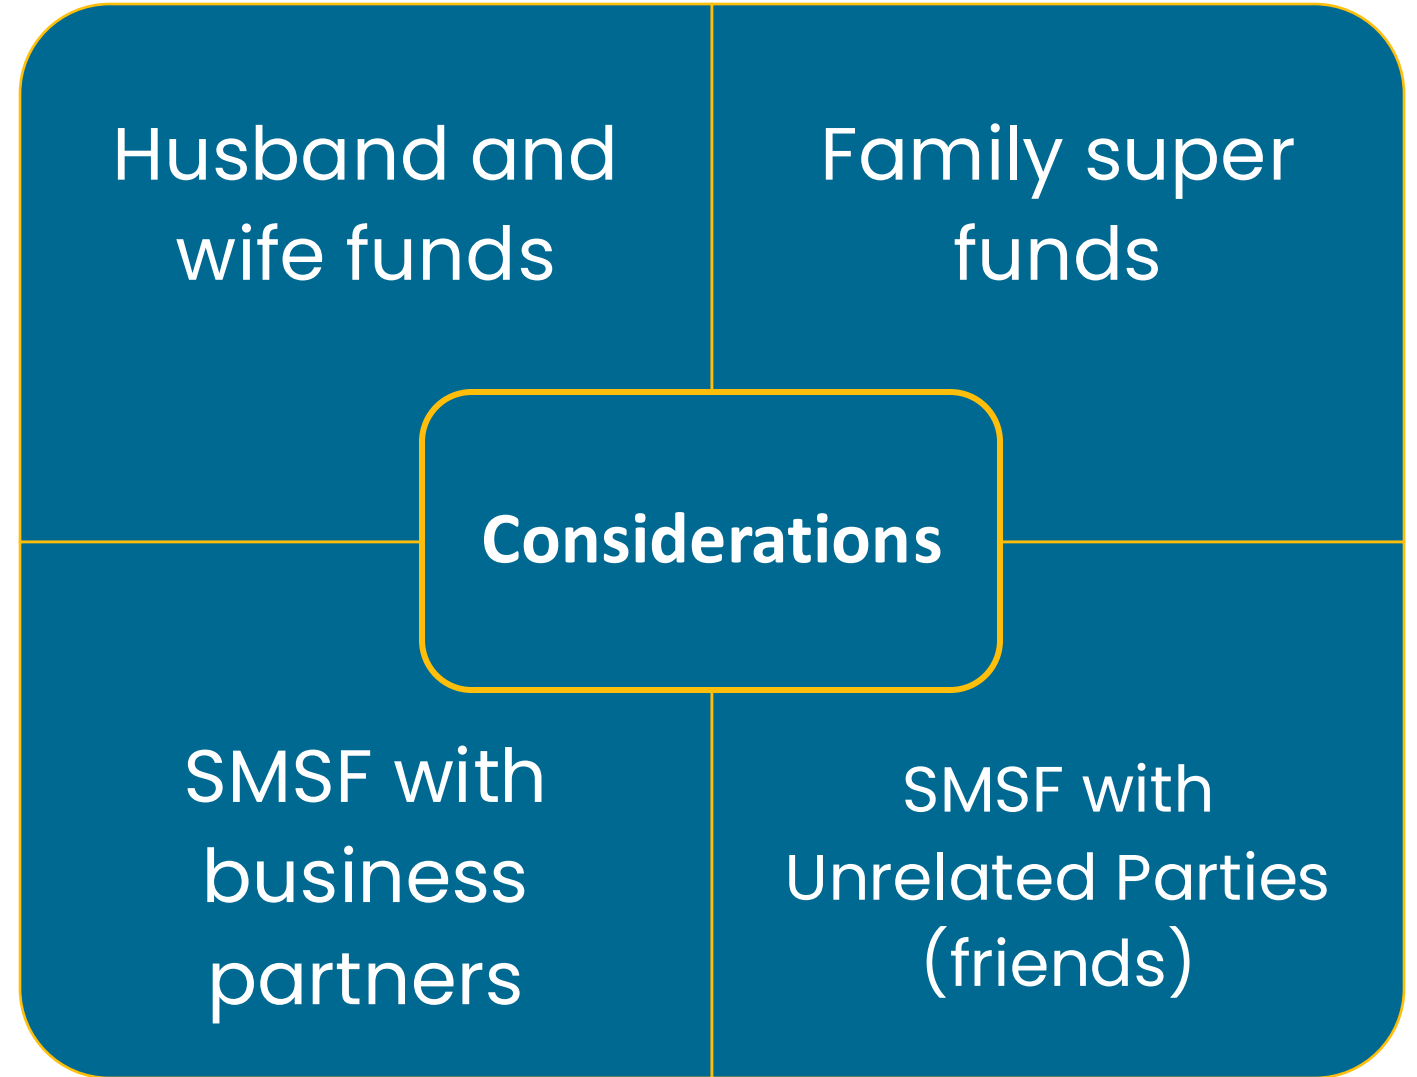 Husband and
wife funds
Family super
funds
Considerations
SMSF with
business
partners
SMSF with
Unrelated Parties
(friends)